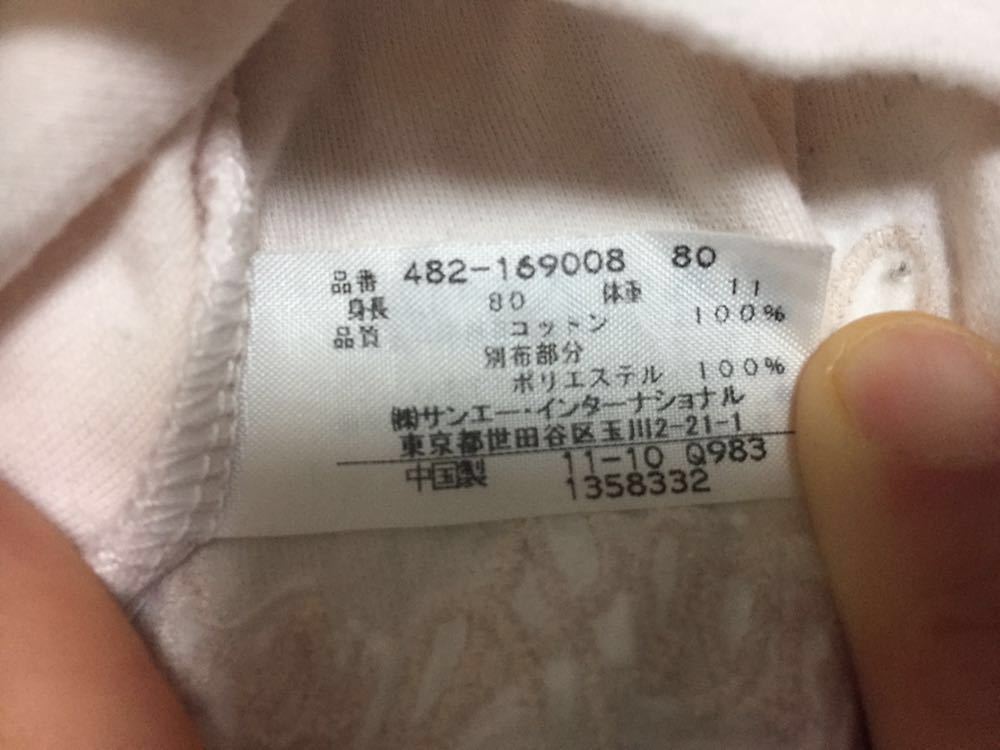 品番 482-169008 80
身長 80 体重 11
品質 コットン 100%
別布部分
ポリエステル 100%
㈱サンエー・インターナショナル
東京都世田谷区玉川2-21-1
中国製 11-10 Q983
1358332